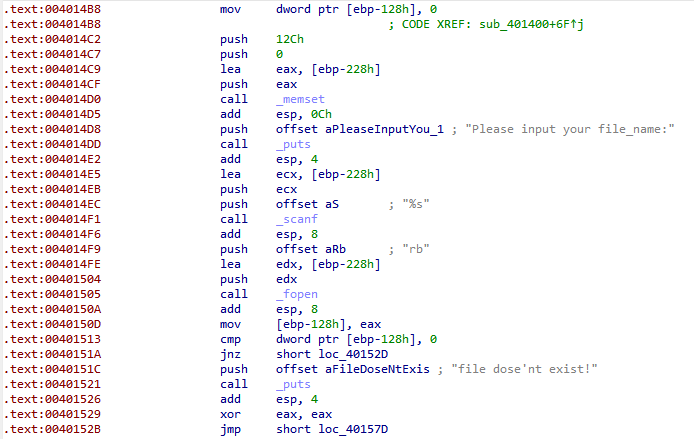 .text:004014B8 mov dword ptr [ebp-128h], 0
.text:004014B8 ; CODE XREF: sub_401400+6F↑j
.text:004014C2 push 12Ch
.text:004014C7 push 0
.text:004014C9 lea eax, [ebp-228h]
.text:004014CF push eax
.text:004014D0 call _memset
.text:004014D5 add esp, 0Ch
.text:004014D8 push offset aPleaseInputYou_1 ; "Please input your file_name:"
.text:004014DD call _puts
.text:004014E2 add esp, 4
.text:004014E5 lea ecx, [ebp-228h]
.text:004014EB push ecx
.text:004014EC push offset aS ; "%s"
.text:004014F1 call _scanf
.text:004014F6 add esp, 8
.text:004014F9 push offset aRb ; "rb"
.text:004014FE lea edx, [ebp-228h]
.text:00401504 push edx
.text:00401505 call _fopen
.text:0040150A add esp, 8
.text:0040150D mov [ebp-128h], eax
.text:00401513 cmp dword ptr [ebp-128h], 0
.text:0040151A jnz short loc_40152D
.text:0040151C push offset aFileDoseNtExis ; "file dose'nt exist!"
.text:00401521 call _puts
.text:00401526 add esp, 4
.text:00401529 xor eax, eax
.text:0040152B jmp short loc_40157D